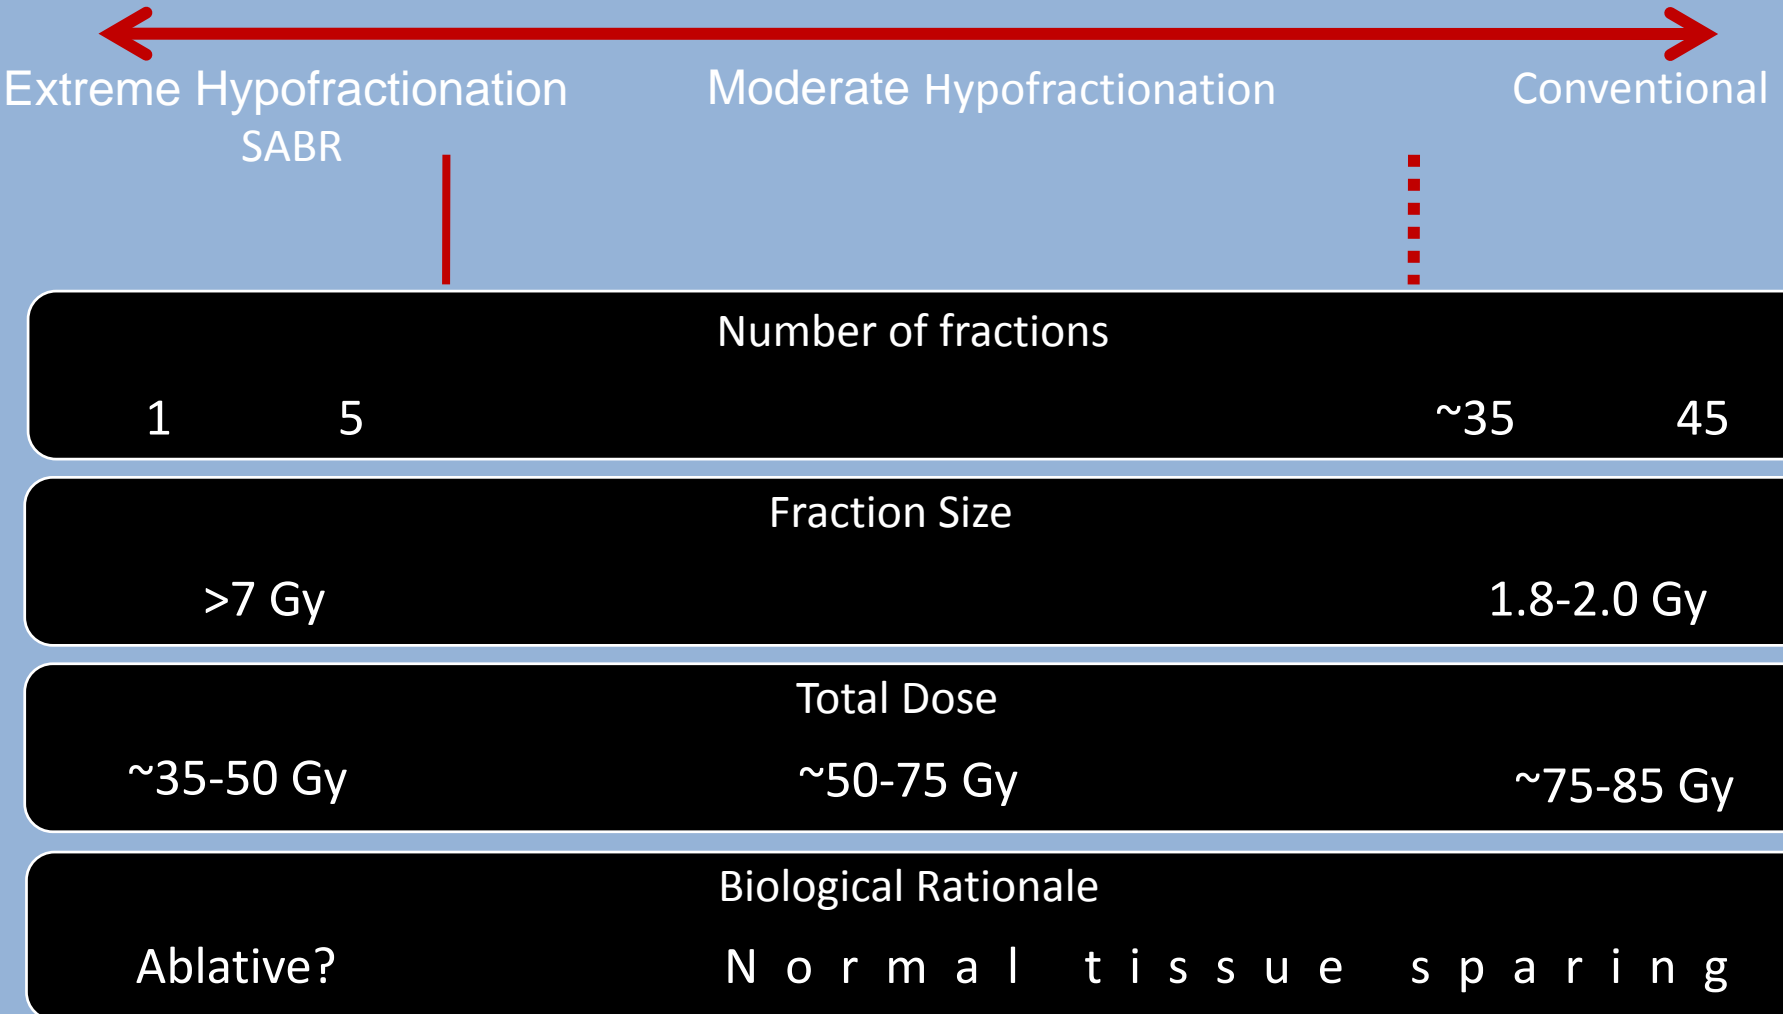 Extreme Hypofractionation Moderate Hypofractionation Conventional
SABR
Number of fractions
1 5 ~35 45
Fraction Size
>7 Gy 1.8-2.0 Gy
Total Dose
~35-50 Gy ~50-75 Gy ~75-85 Gy
Biological Rationale
Ablative? Normal tissue sparing